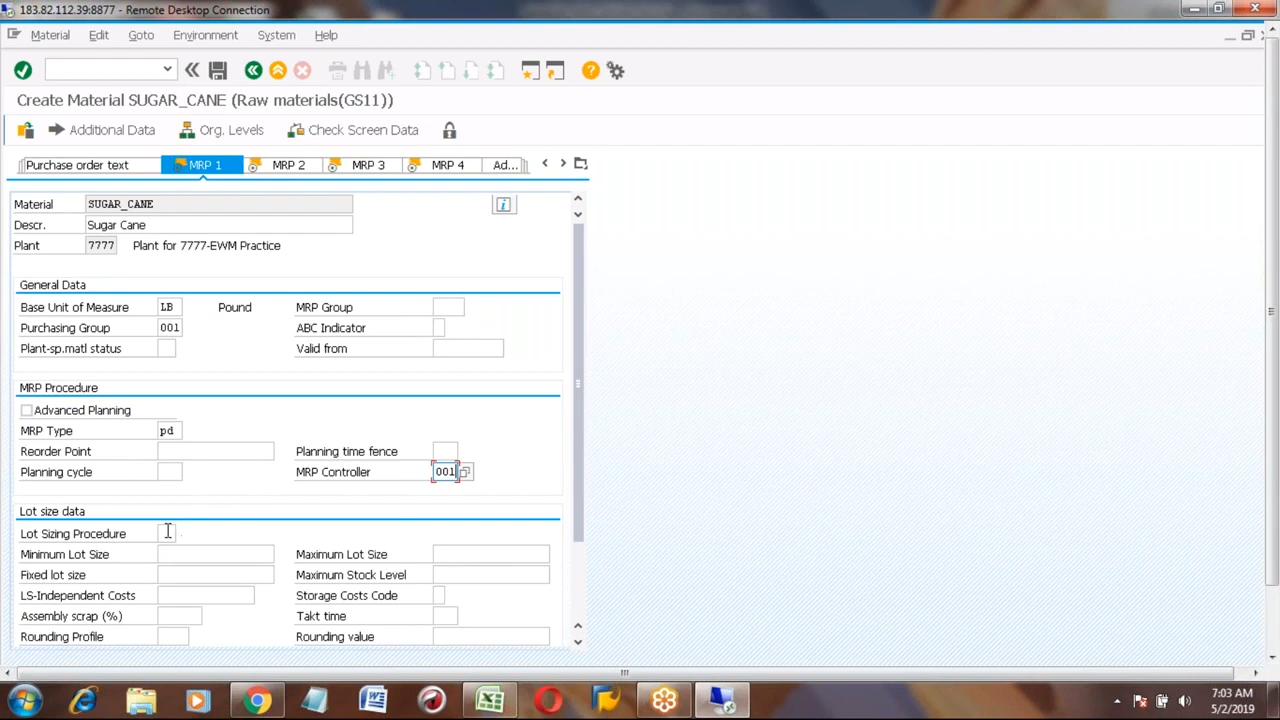 183.82.112.39:8877 - Remote Desktop Connection
Material Edit Goto Environment System Help
Create Material SUGAR_CANE (Raw materials(GS11))
Additional Data Org. Levels Check Screen Data
Purchase order text MRP 1 MRP 2 MRP 3 MRP 4 Ad...
Material SUGAR_CANE
Descr. Sugar Cane
Plant 7777 Plant for 7777-EWM Practice
General Data
Base Unit of Measure LB Pound MRP Group
Purchasing Group 001 ABC Indicator
Plant-sp.matl status Valid from
MRP Procedure
Advanced Planning
MRP Type pd
Reorder Point Planning time fence
Planning cycle MRP Controller 001
Lot size data
Lot Sizing Procedure
Minimum Lot Size Maximum Lot Size
Fixed lot size Maximum Stock Level
LS-Independent Costs Storage Costs Code
Assembly scrap (%) Takt time
Rounding Profile Rounding value
7:03 AM
5/2/2019